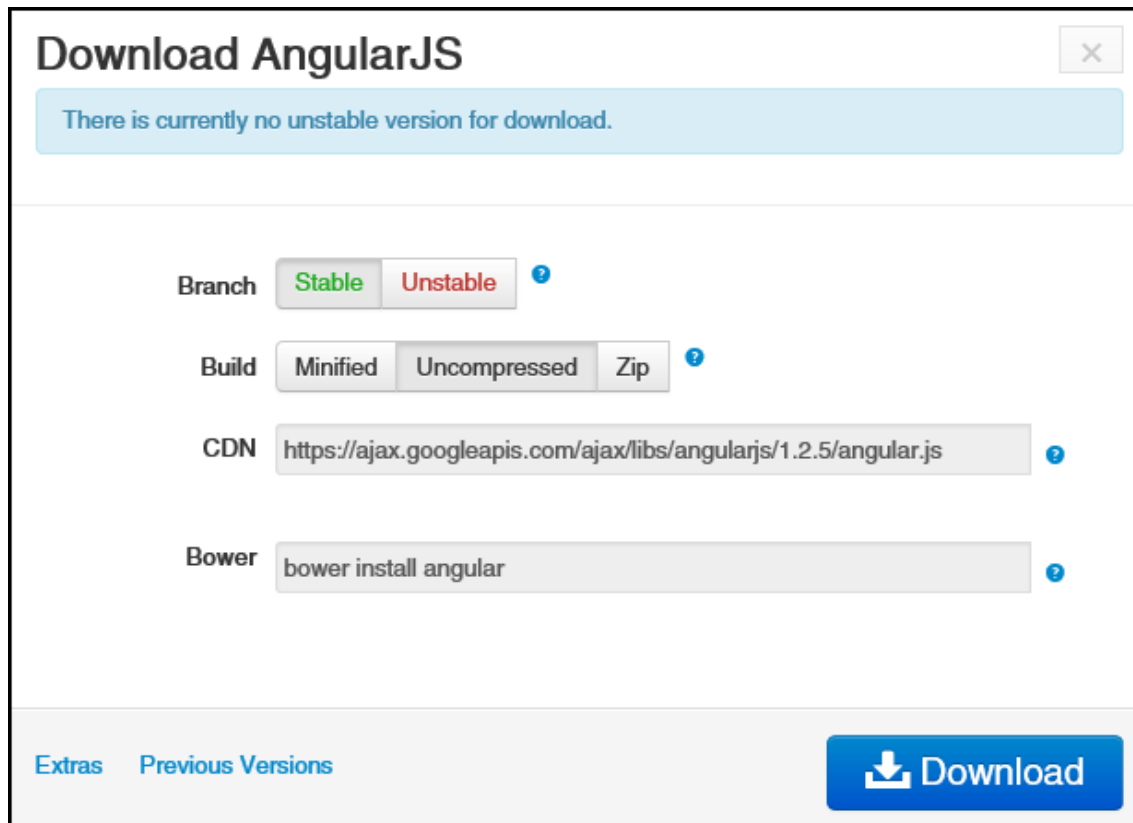 Download AngularJS
×
There is currently no unstable version for download.
Branch Stable Unstable ?
Build Minified Uncompressed Zip ?
CDN https://ajax.googleapis.com/ajax/libs/angularjs/1.2.5/angular.js ?
Bower bower install angular ?
Extras Previous Versions Download